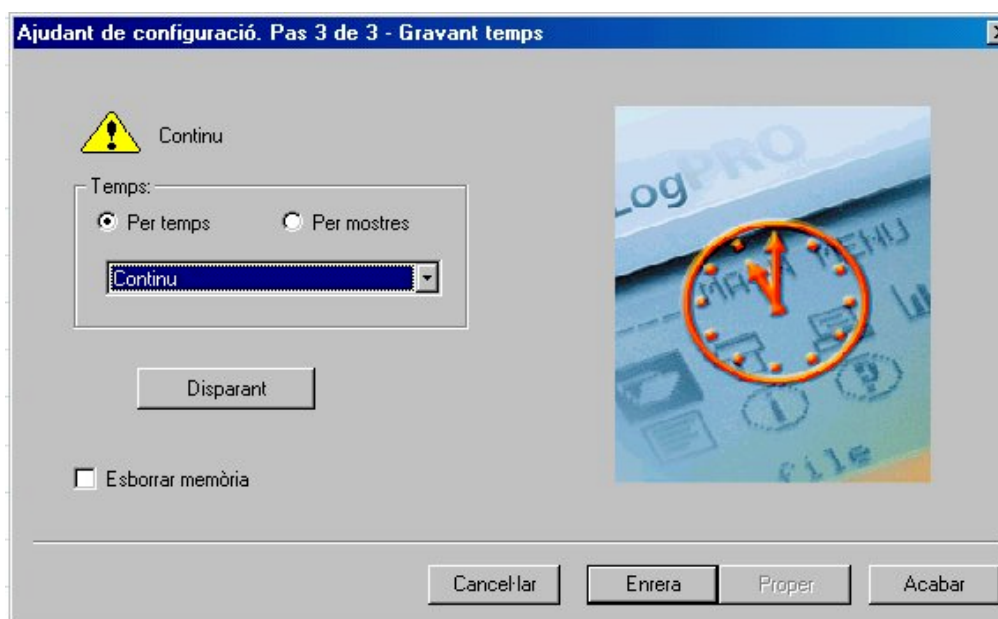 Ajudant de configuració. Pas 3 de 3 - Gravant temps
Continu
Temps:
Per temps
Per mostres
Continu
Disparant
Esborrar memòria
LogPRO
MAIN MENU
file
Cancel·lar
Enrera
Proper
Acabar